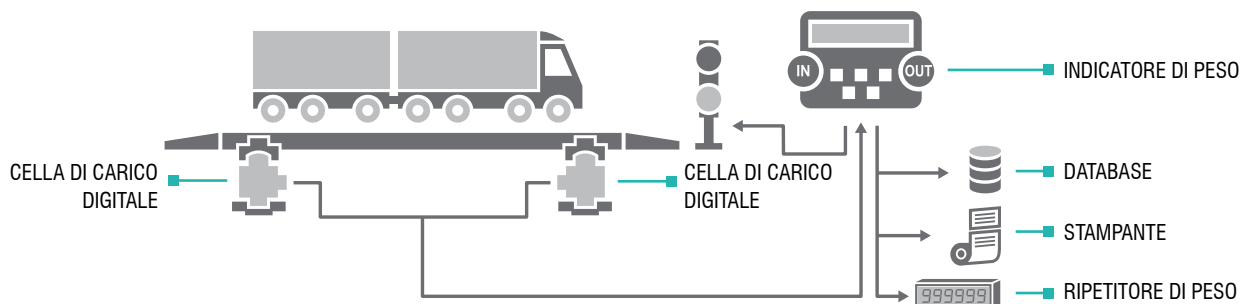 IN
OUT
INDICATORE DI PESO
CELLA DI CARICO
DIGITALE
CELLA DI CARICO
DIGITALE
DATABASE
STAMPANTE
999999
RIPETITORE DI PESO